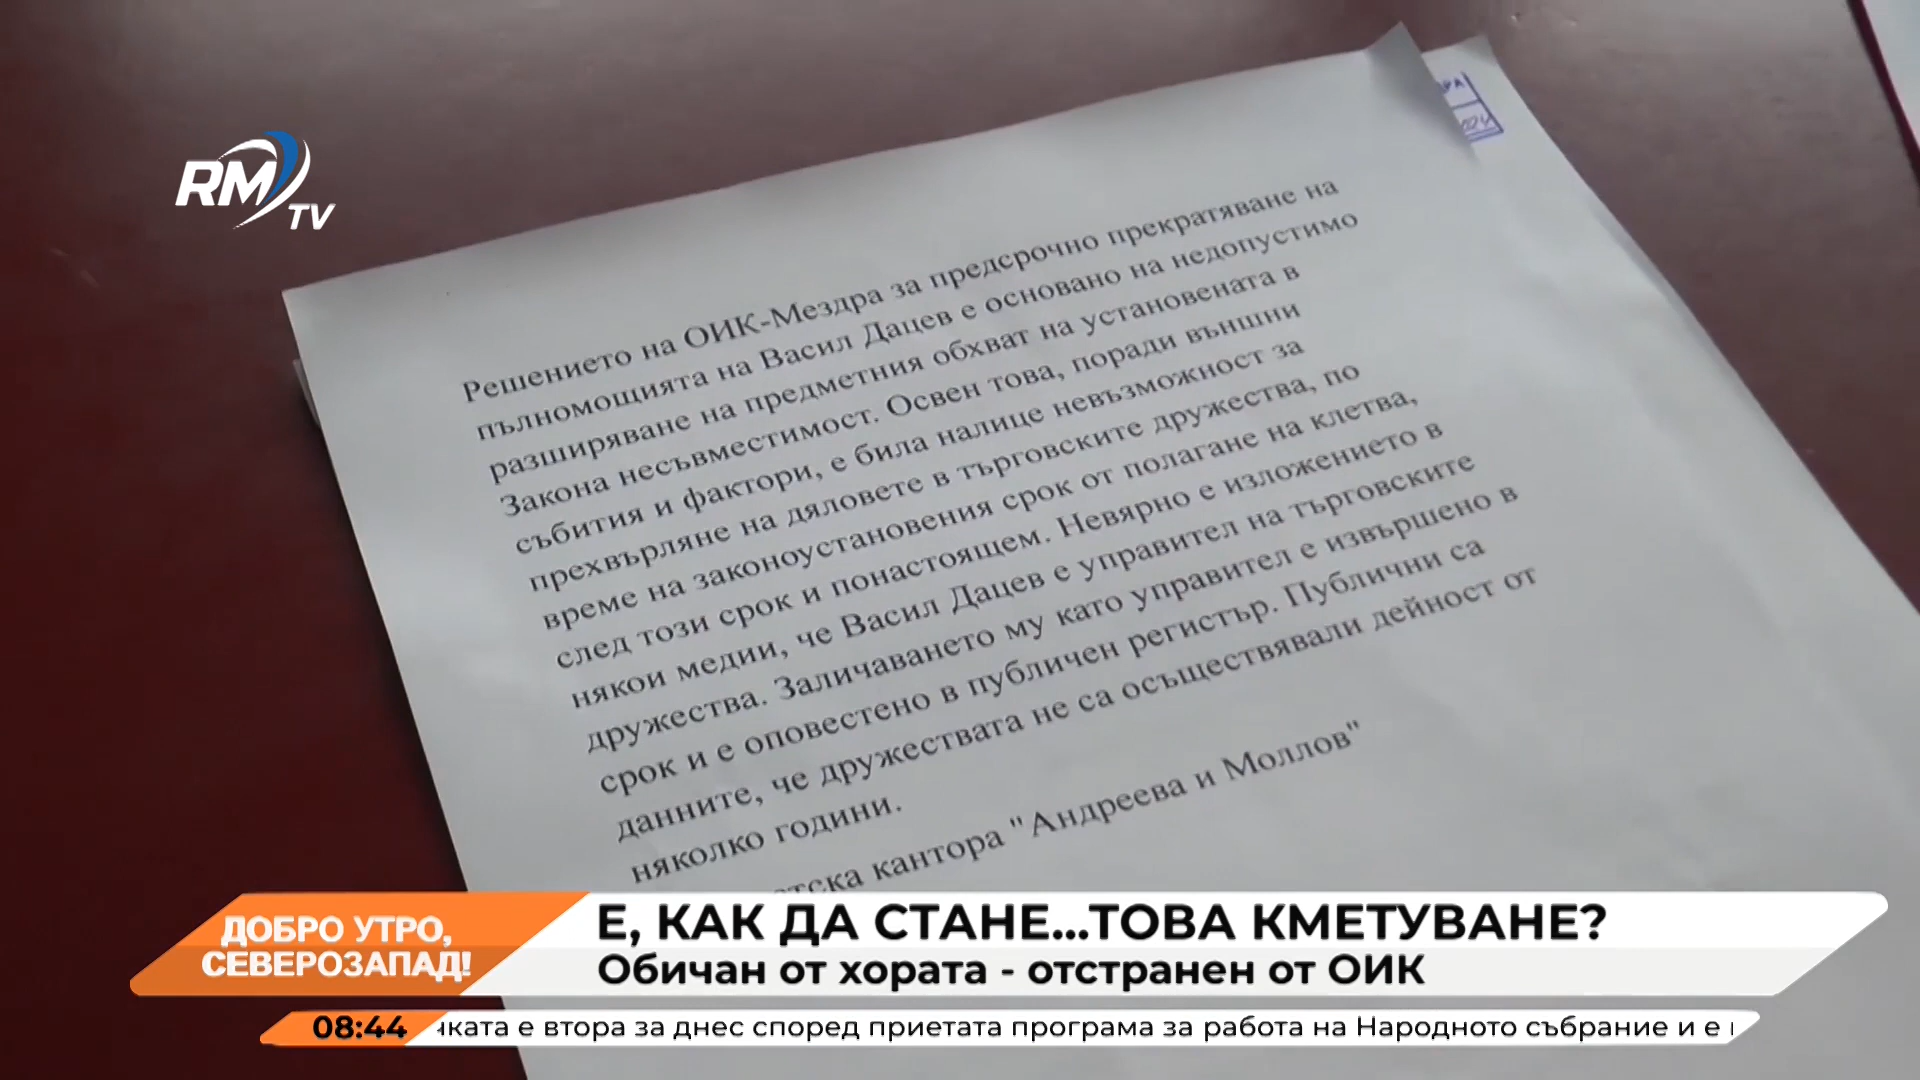 RM TV
Решението на ОИК-Мездра за предсрочно прекратяване на
пълномощията на Васил Дацев е основано на недопустимо
разширяване на предметния обхват на установената в
Закона несъвместимост. Освен това, поради външни
събития и фактори, е била налице невъзможност за
прехвърляне на дяловете в търговските дружества, по
време на законоустановения срок от полагане на клетва,
след този срок и понастоящем. Невярно е изложението в
някои медии, че Васил Дацев е управител на търговските
дружества. Заличаването му като управител е извършено в
срок и е оповестено в публичен регистър. Публични са
данните, че дружествата не са осъществявали дейност от
няколко години.
кантора "Андреева и Моллов"
ДОБРО УТРО,
СЕВЕРОЗАПАД!
Е, КАК ДА СТАНЕ...ТОВА КМЕТУВАНЕ?
Обичан от хората - отстранен от ОИК
08:44
е втора за днес според приетата програма за работа на Народното събрание и е